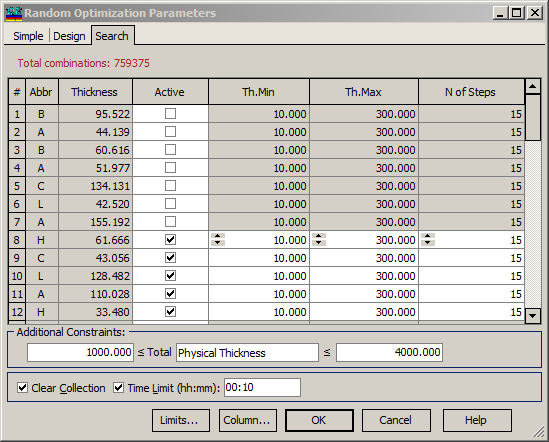 Random Optimization Parameters
Simple Design Search
Total combinations: 759375
# Abbr Thickness Active Th.Min Th.Max N of Steps
1 B 95.522 10.000 300.000 15
2 A 44.139 10.000 300.000 15
3 B 60.616 10.000 300.000 15
4 A 51.977 10.000 300.000 15
5 C 134.131 10.000 300.000 15
6 L 42.520 10.000 300.000 15
7 A 155.192 10.000 300.000 15
8 H 61.666 10.000 300.000 15
9 C 43.056 10.000 300.000 15
10 L 128.482 10.000 300.000 15
11 A 110.028 10.000 300.000 15
12 H 33.480 10.000 300.000 15
Additional Constraints:
1000.000 ≤ Total Physical Thickness ≤ 4000.000
Clear Collection Time Limit (hh:mm): 00:10
Limits... Column... OK Cancel Help